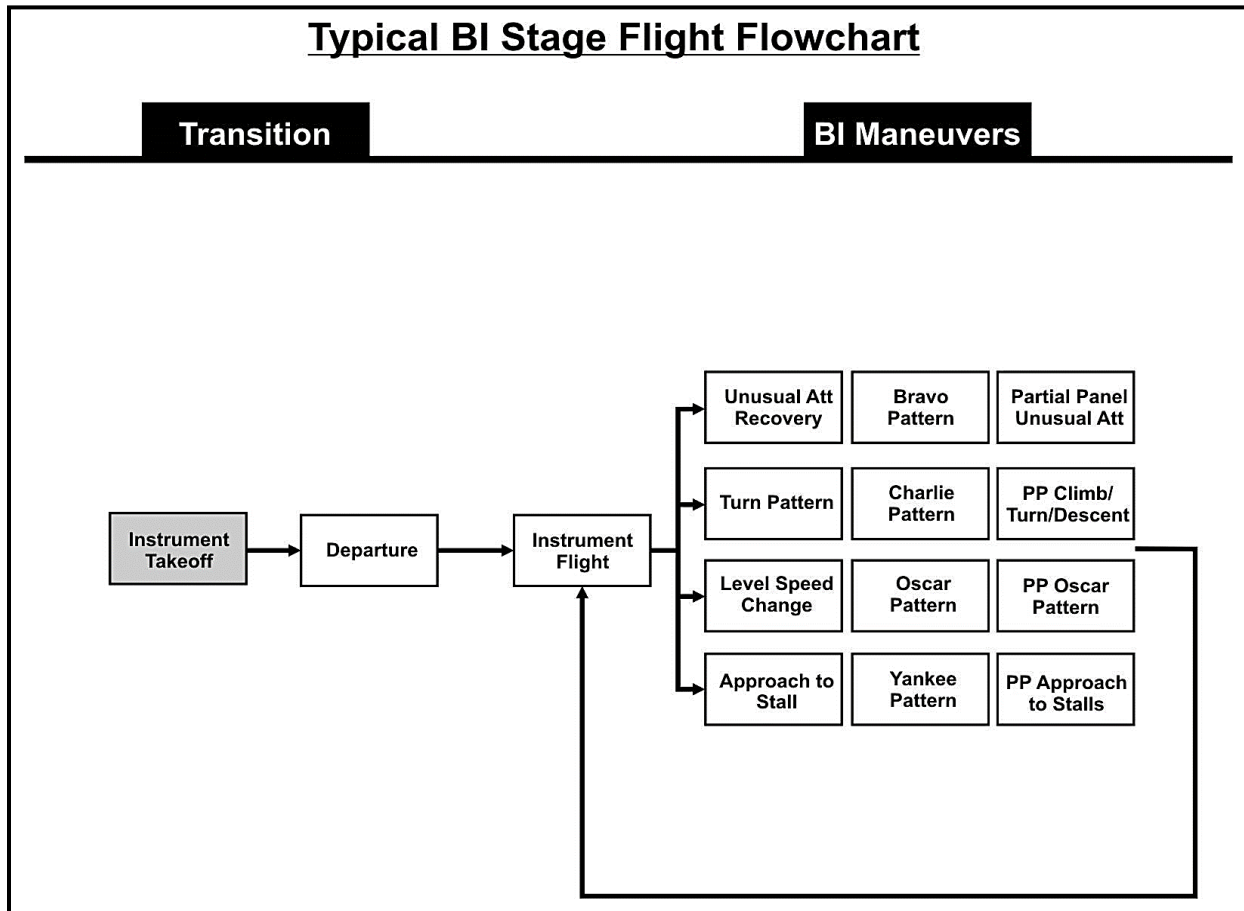 Typical BI Stage Flight Flowchart
Transition
BI Maneuvers
Unusual Att
Recovery
Bravo
Pattern
Partial Panel
Unusual Att
Turn Pattern
Charlie
Pattern
PP Climb/
Turn/Descent
Instrument
Takeoff
Departure
Instrument
Flight
Level Speed
Change
Oscar
Pattern
PP Oscar
Pattern
Approach to
Stall
Yankee
Pattern
PP Approach
to Stalls